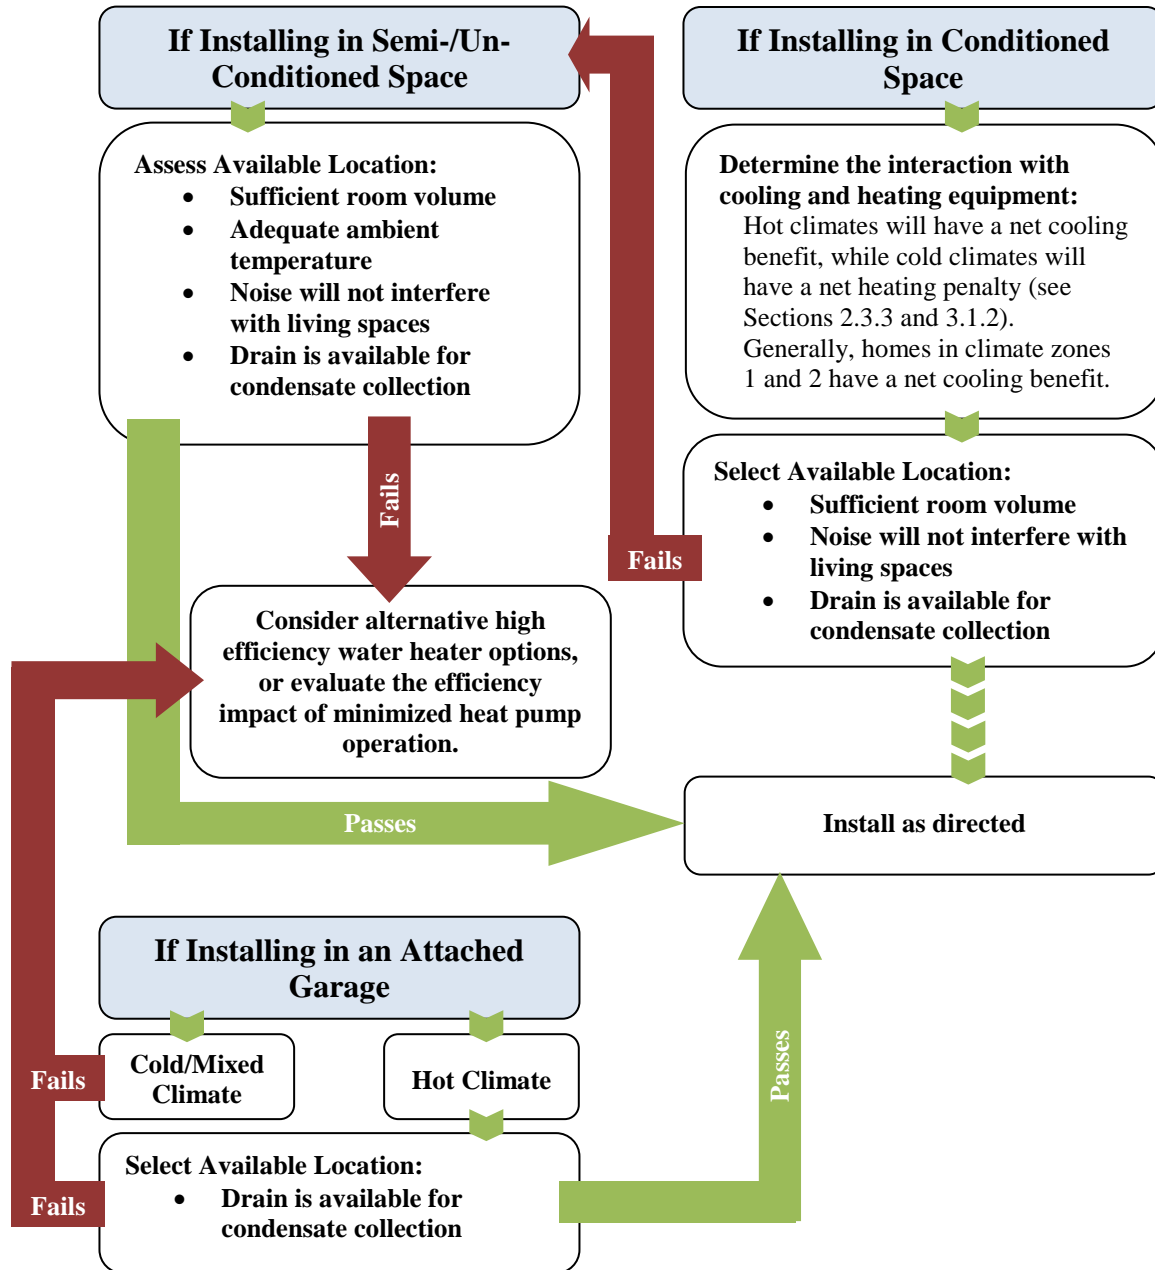 If Installing in Semi-/Un-
Conditioned Space
Assess Available Location:
• Sufficient room volume
• Adequate ambient
temperature
• Noise will not interfere
with living spaces
• Drain is available for
condensate collection
Fails
Consider alternative high
efficiency water heater options,
or evaluate the efficiency
impact of minimized heat pump
operation.
Passes
If Installing in Conditioned
Space
Determine the interaction with
cooling and heating equipment:
Hot climates will have a net cooling
benefit, while cold climates will
have a net heating penalty (see
Sections 2.3.3 and 3.1.2).
Generally, homes in climate zones
1 and 2 have a net cooling benefit.
Select Available Location:
• Sufficient room volume
• Noise will not interfere with
living spaces
• Drain is available for
condensate collection
Fails
Install as directed
If Installing in an Attached
Garage
Cold/Mixed
Climate
Fails
Hot Climate
Select Available Location:
• Drain is available for
condensate collection
Fails
Passes